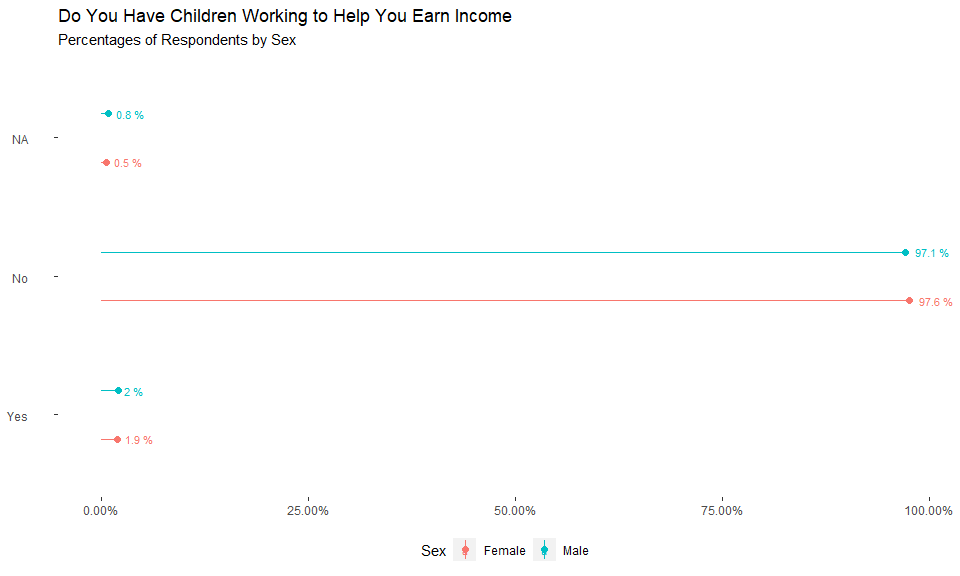 Do You Have Children Working to Help You Earn Income
Percentages of Respondents by Sex
NA
0.8 %
0.5 %
No
97.1 %
97.6 %
Yes
2 %
1.9 %
0.00% 25.00% 50.00% 75.00% 100.00%
Sex Female Male